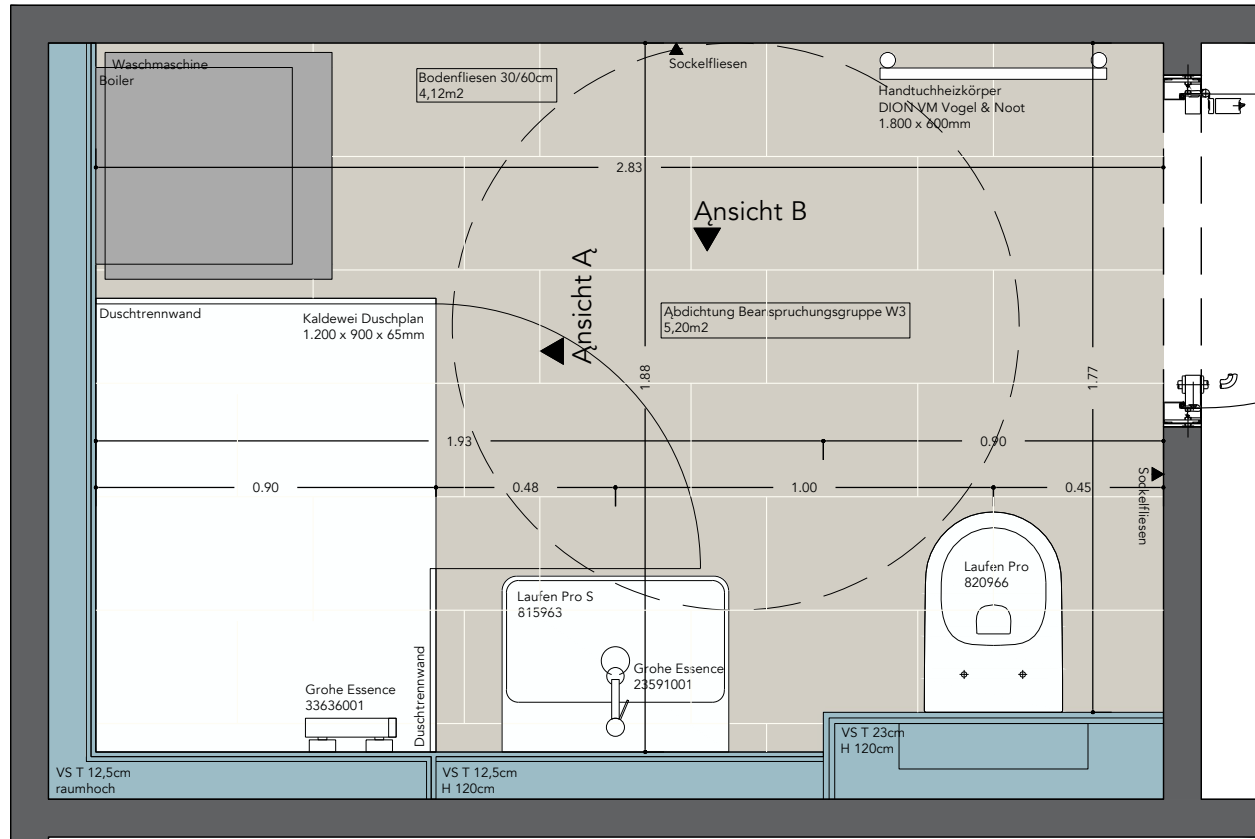 Waschmaschine
Boiler
Bodenfliesen 30/60cm
4,12m2
Sockelfliesen
Handtuchheizkörper
DION VM Vogel & Noot
1.800 x 600mm
2.83
Ansicht B
Ansicht A
Duschtrennwand
Kaldewei Duschplan
1.200 x 900 x 65mm
Abdichtung Beanspruchungsgruppe W3
5,20m2
1.88
1.77
1.93
0.90
0.90
0.48
1.00
0.45
Sockelfliesen
Laufen Pro S
815963
Laufen Pro
820966
Grohe Essence
23591001
Grohe Essence
33636001
Duschtrennwand
VS T 23cm
H 120cm
VS T 12,5cm
raumhoch
VS T 12,5cm
H 120cm